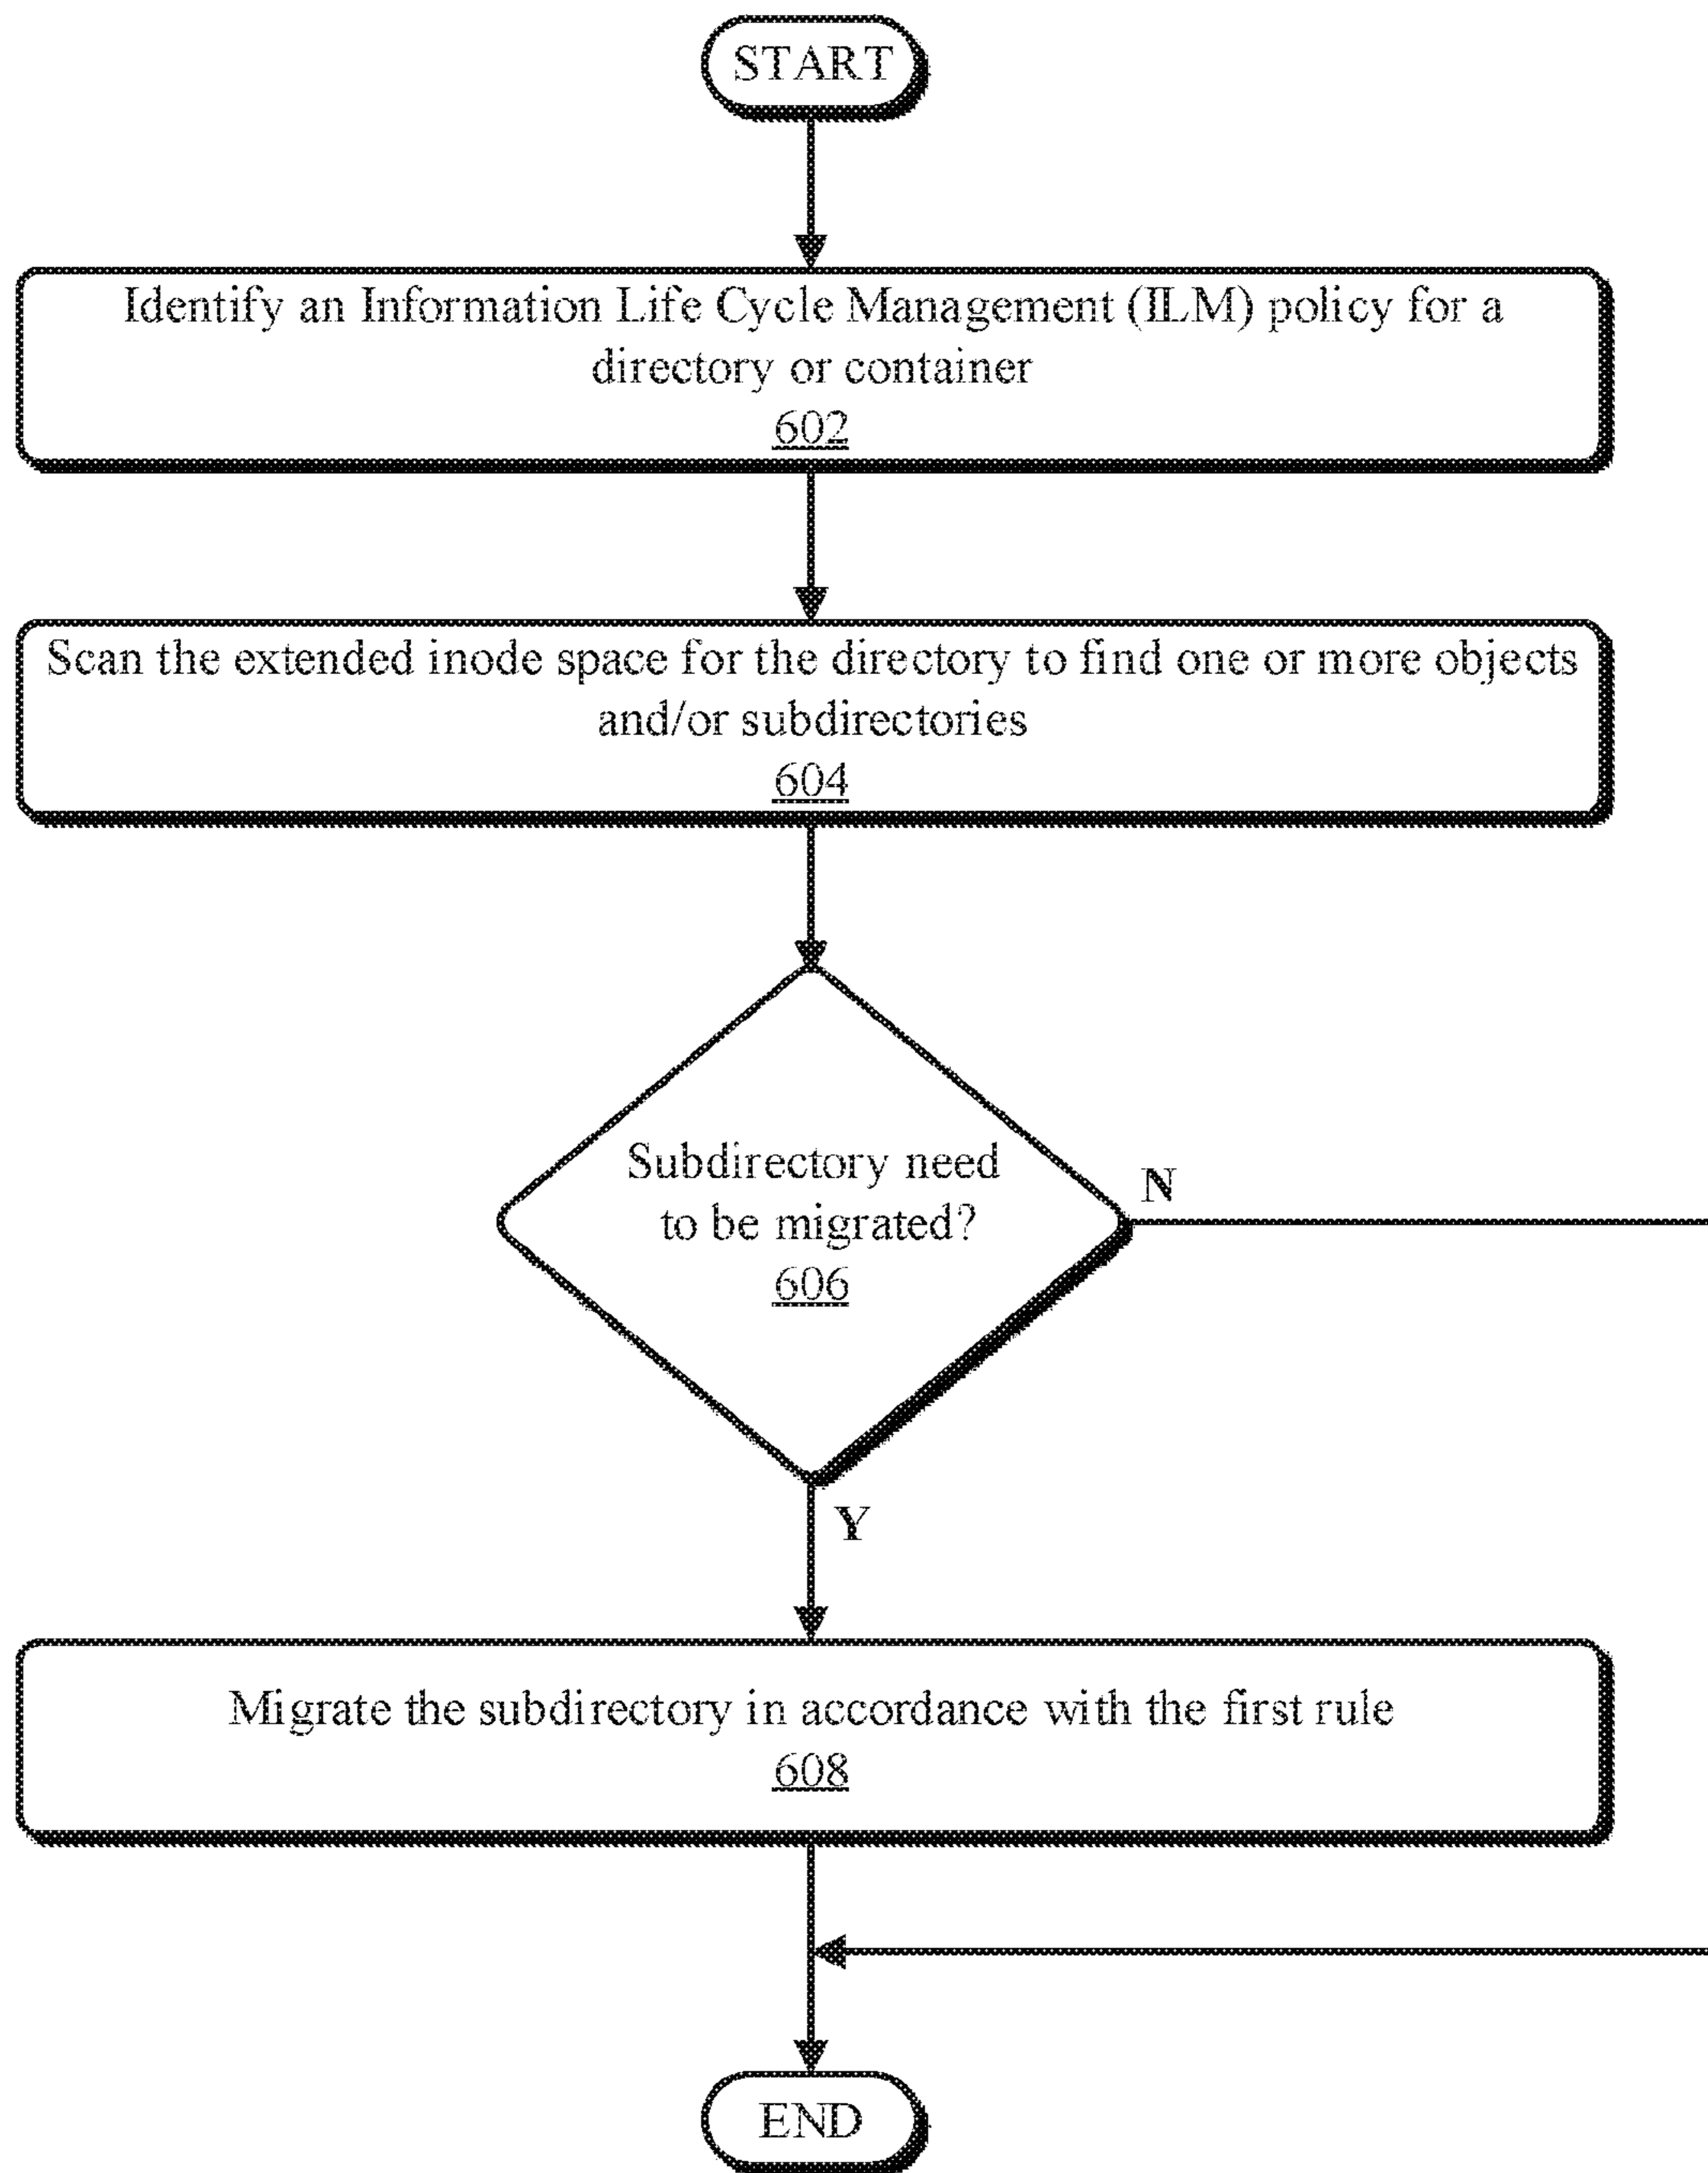 START
Identify an Information Life Cycle Management (ILM) policy for a
directory or container
602
Scan the extended inode space for the directory to find one or more objects
and/or subdirectories
604
Subdirectory need
to be migrated?
606
N
Y
Migrate the subdirectory in accordance with the first rule
608
END